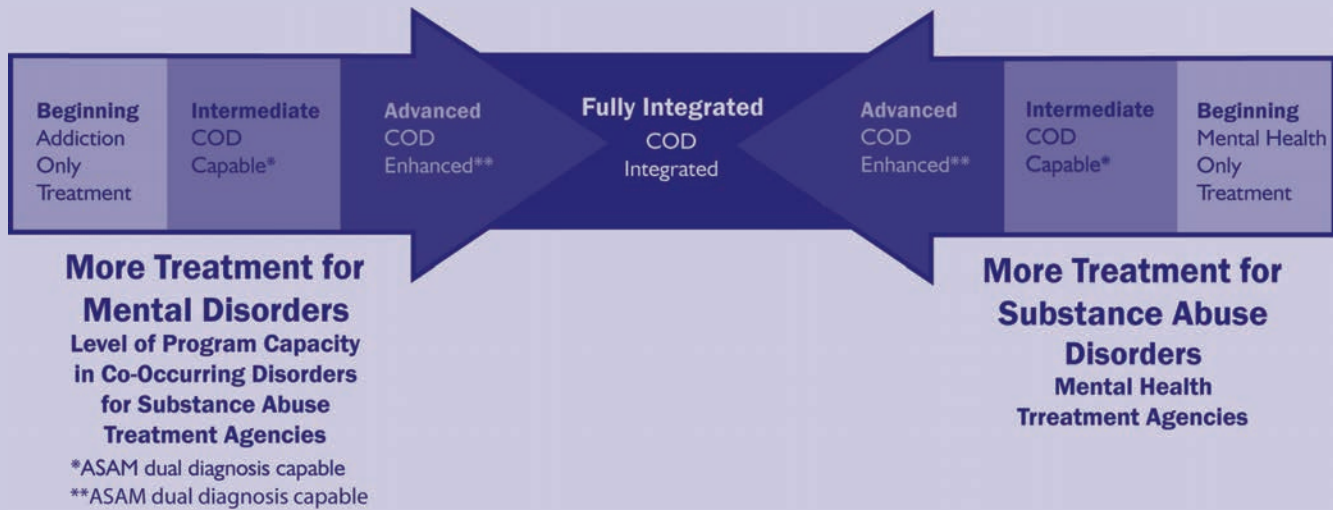 Beginning
Addiction
Only
Treatment
Intermediate
COD
Capable*
Advanced
COD
Enhanced**
Fully Integrated
COD
Integrated
Advanced
COD
Enhanced**
Intermediate
COD
Capable*
Beginning
Mental Health
Only
Treatment
More Treatment for
Mental Disorders
Level of Program Capacity
in Co-Occurring Disorders
for Substance Abuse
Treatment Agencies
*ASAM dual diagnosis capable
**ASAM dual diagnosis capable
More Treatment for
Substance Abuse
Disorders
Mental Health
Trreatment Agencies